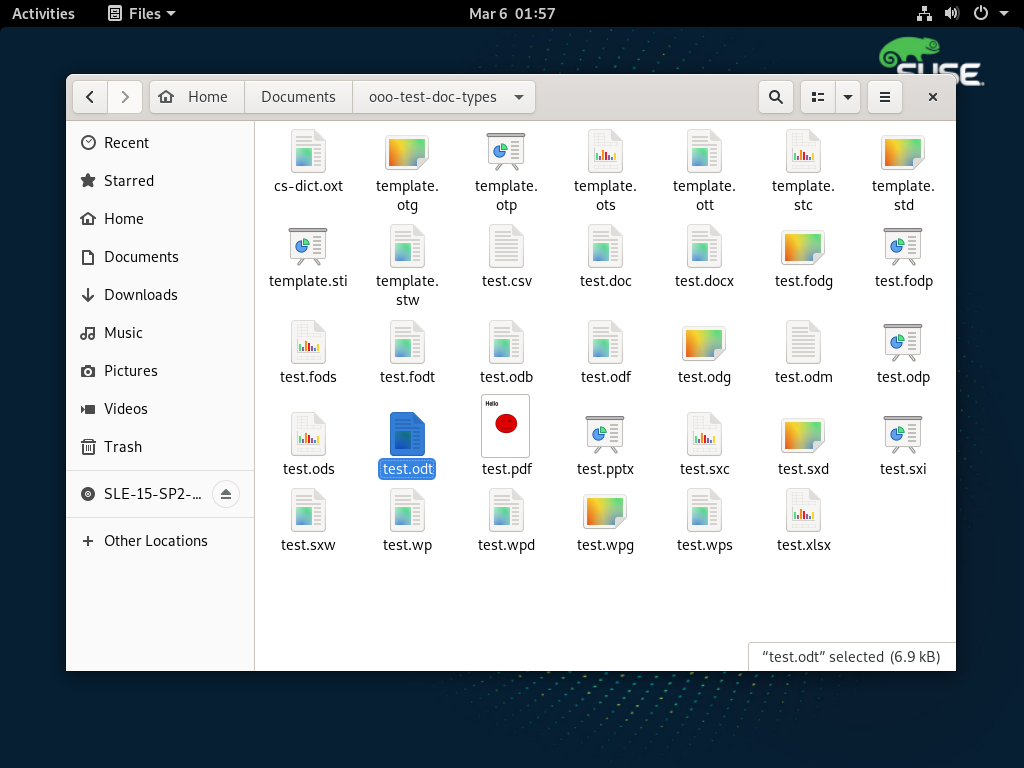 Activities
Files
Mar 6 01:57
SUSE
Home
Documents
ooo-test-doc-types
Recent
Starred
Home
Documents
Downloads
Music
Pictures
Videos
Trash
SLE-15-SP2-...
Other Locations
cs-dict.oxt
template.
otg
template.
otp
template.
ots
template.
ott
template.
stc
template.
std
template.sti
template.
stw
test.csv
test.doc
test.docx
test.fodg
test.fodp
test.fods
test.fodt
test.odb
test.odf
test.odg
test.odm
test.odp
test.ods
test.odt
Hello
test.pdf
test.pptx
test.sxc
test.sxd
test.sxi
test.sxw
test.wp
test.wpd
test.wpg
test.wps
test.xlsx
“test.odt” selected (6.9 kB)